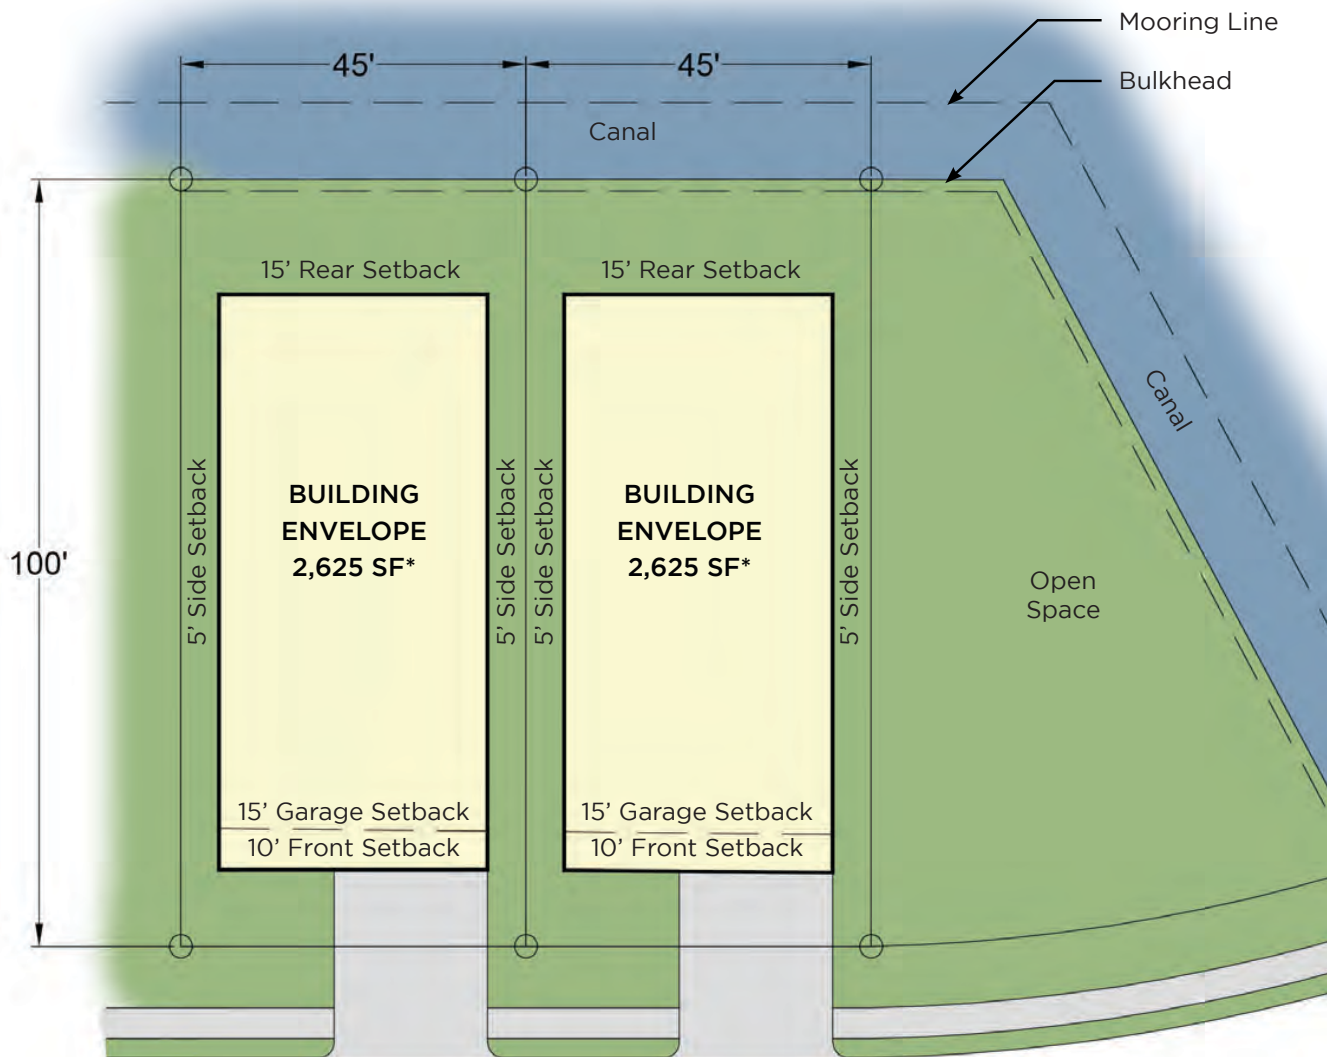 Mooring Line
45'
45'
Bulkhead
Canal
15’ Rear Setback
15’ Rear Setback
Canal
5’ Side Setback
BUILDING
ENVELOPE
2,625 SF*
5’ Side Setback
5’ Side Setback
BUILDING
ENVELOPE
2,625 SF*
5’ Side Setback
100'
Open
Space
15’ Garage Setback
10’ Front Setback
15’ Garage Setback
10’ Front Setback